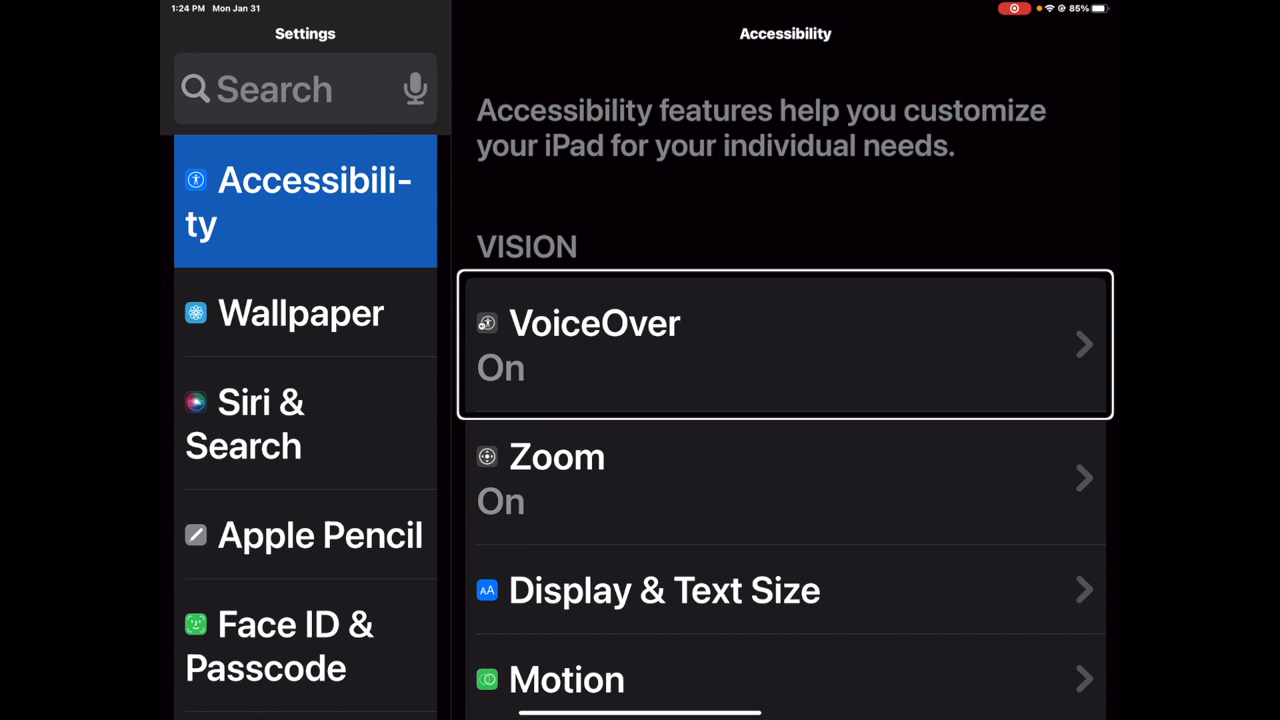 1:24 PM Mon Jan 31
85%
Settings
Search
Accessibili-
ty
Wallpaper
Siri &
Search
Apple Pencil
Face ID &
Passcode
Accessibility
Accessibility features help you customize
your iPad for your individual needs.
VISION
VoiceOver
On
Zoom
On
AA Display & Text Size
Motion